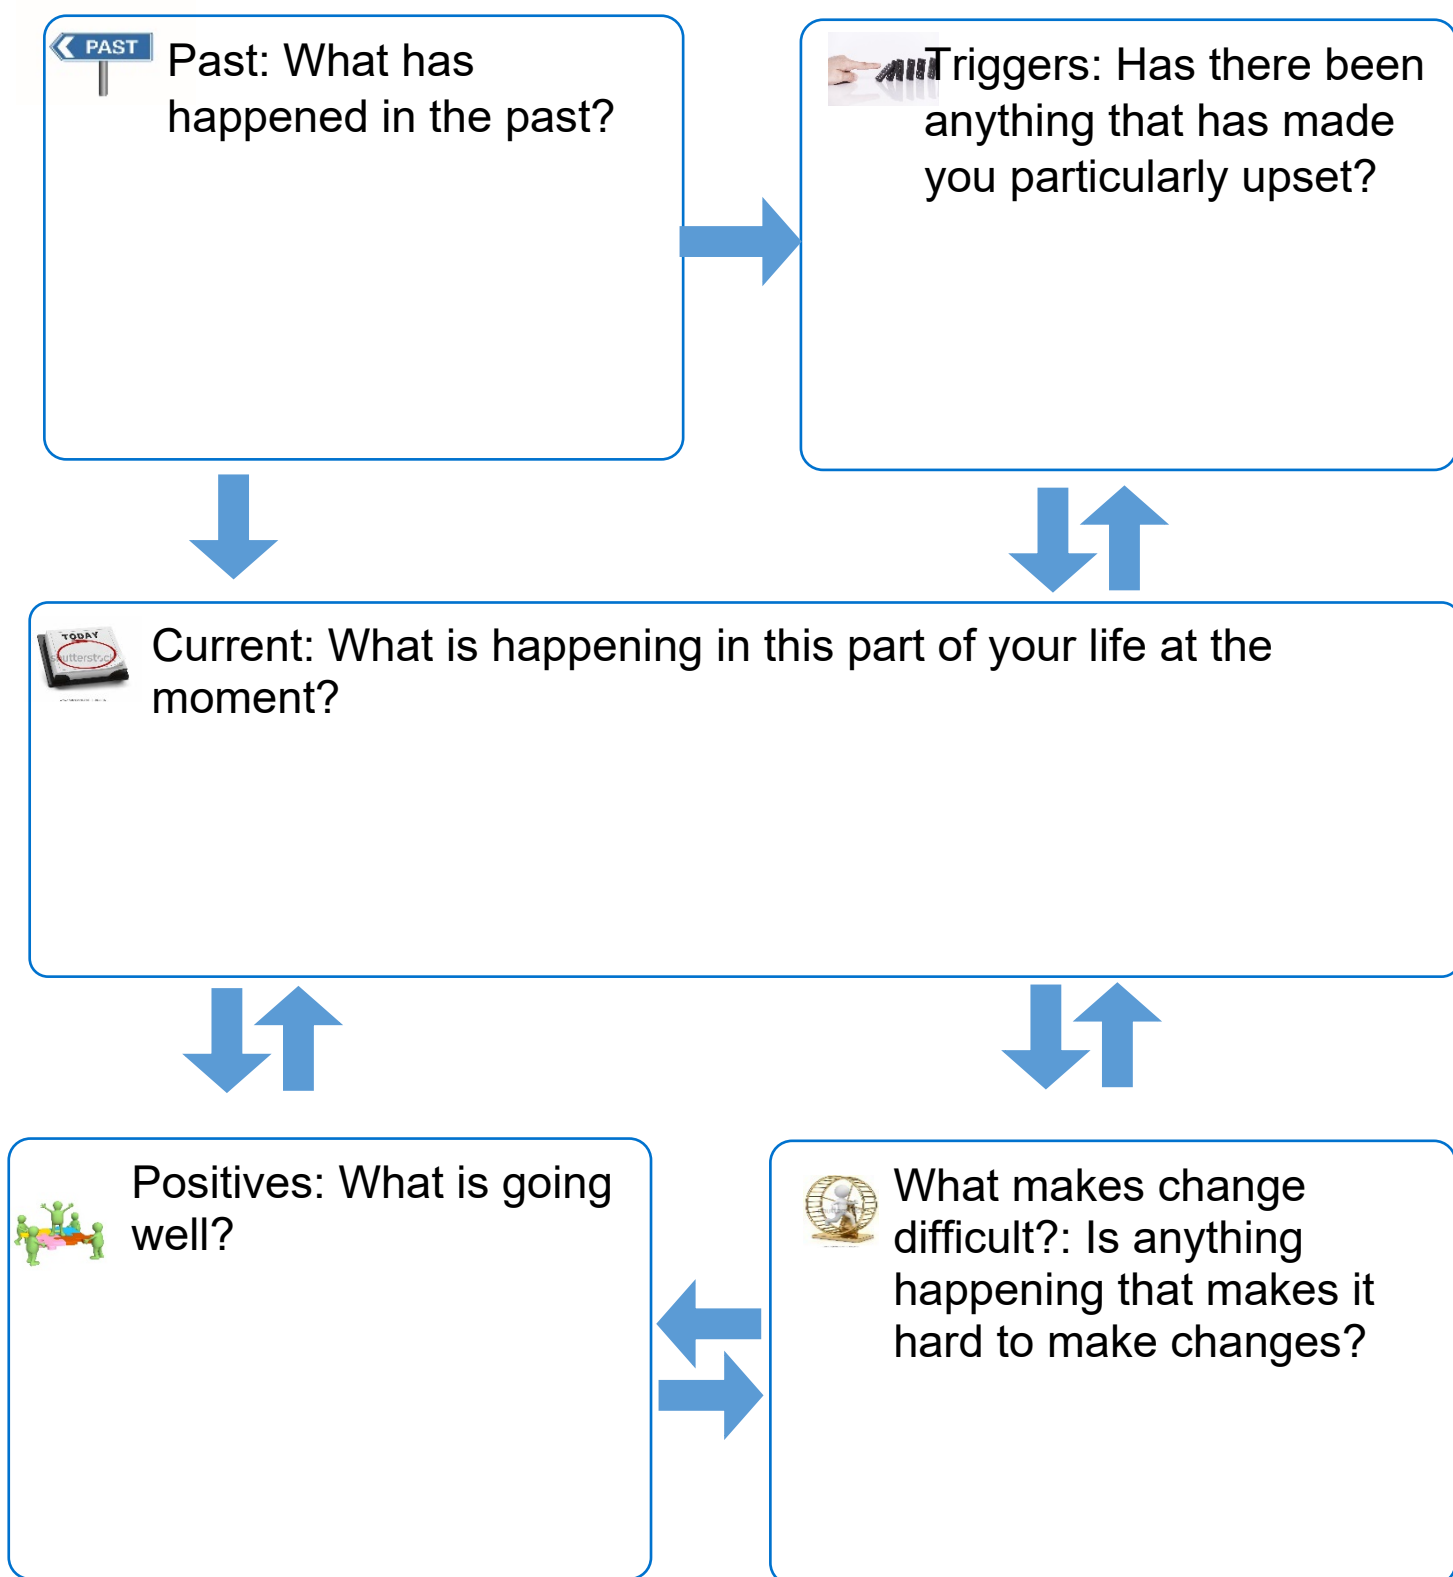 PAST
Past: What has
happened in the past?
Triggers: Has there been
anything that has made
you particularly upset?
TODAY
shutterstock
Current: What is happening in this part of your life at the
moment?
Positives: What is going
well?
What makes change
difficult?: Is anything
happening that makes it
hard to make changes?